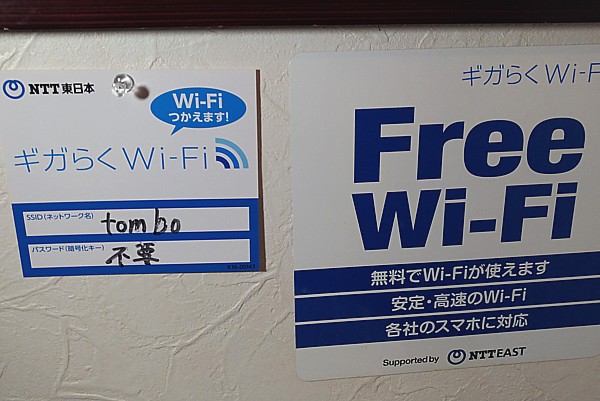 NTT東日本
Wi-Fi
つかえます!
ギガらくWi-Fi
SSID(ネットワーク名) tombo
パスワード(暗号化キー) 不要
ギガらくWi-F
Free
Wi-Fi
無料でWi-Fiが使えます
安定・高速のWi-Fi
各社のスマホに対応
Supported by NTT EAST